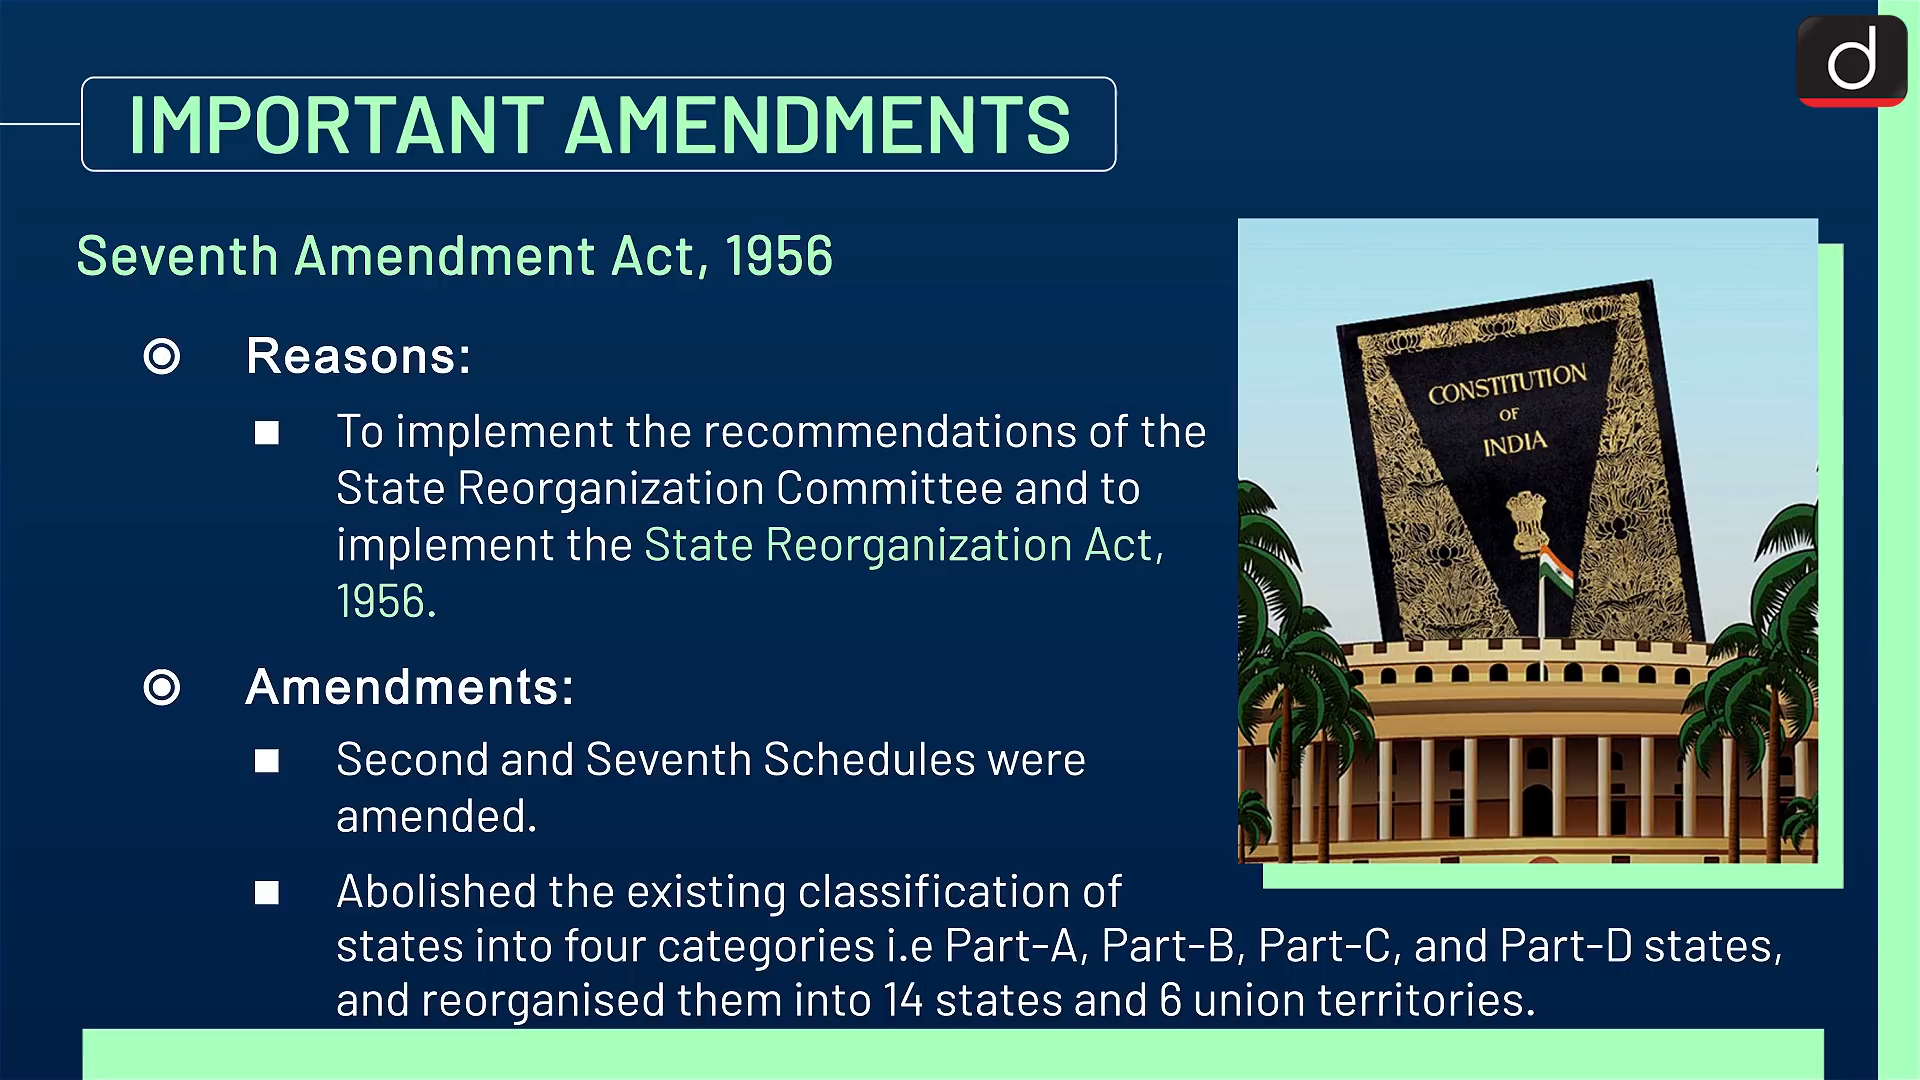 d
IMPORTANT AMENDMENTS
Seventh Amendment Act, 1956
Reasons:
To implement the recommendations of the
State Reorganization Committee and to
implement the State Reorganization Act,
1956.
Amendments:
Second and Seventh Schedules were
amended.
Abolished the existing classification of
states into four categories i.e Part-A, Part-B, Part-C, and Part-D states,
and reorganised them into 14 states and 6 union territories.
CONSTITUTION
OF
INDIA